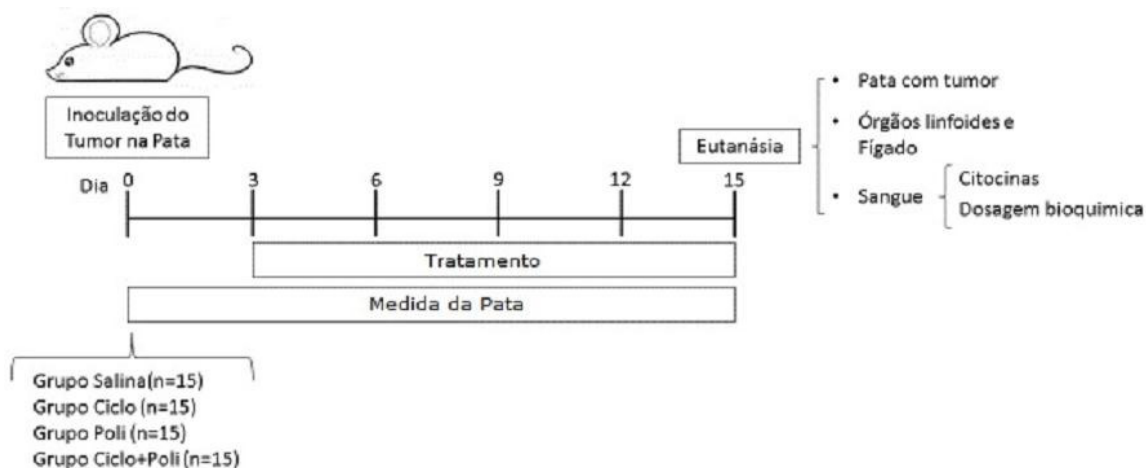 Inoculação do
Tumor na Pata
Dia 0 3 6 9 12 15
Eutanásia
• Pata com tumor
• Órgãos linfoides e
Fígado
• Sangue
Citocinas
Dosagem bioquimica
Tratamento
Medida da Pata
Grupo Salina(n=15)
Grupo Ciclo (n=15)
Grupo Poli (n=15)
Grupo Ciclo+Poli (n=15)